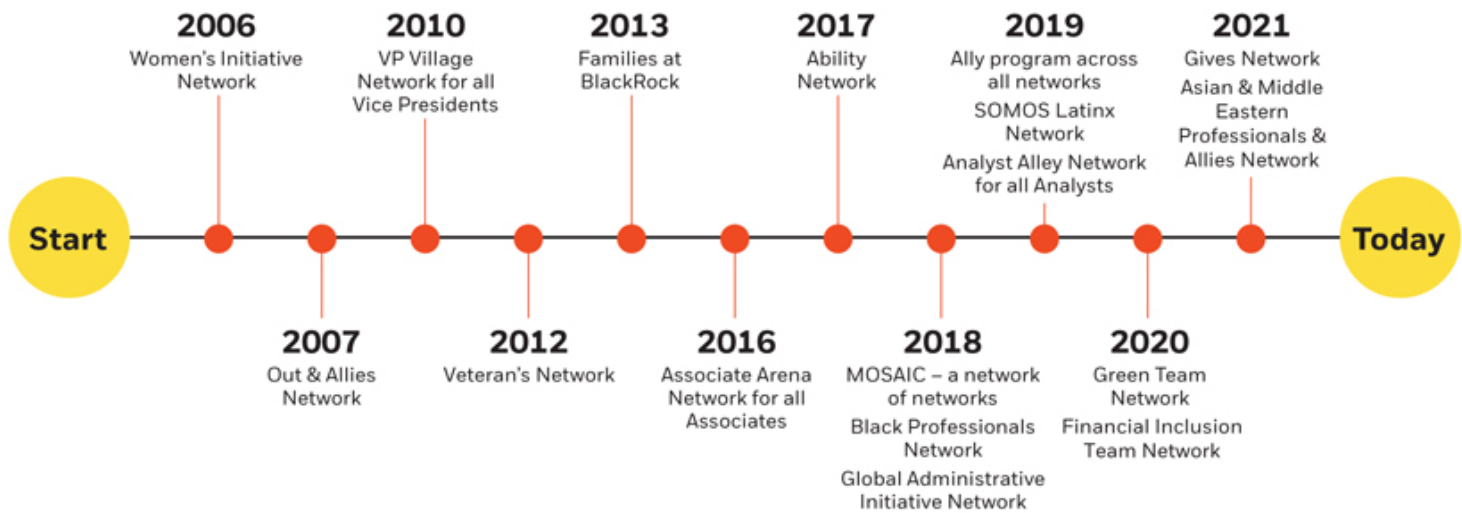 2006
Women's Initiative
Network
2010
VP Village
Network for all
Vice Presidents
2013
Families at
BlackRock
2017
Ability
Network
2019
Ally program across
all networks
SOMOS Latinx
Network
Analyst Alley Network
for all Analysts
2021
Gives Network
Asian & Middle
Eastern
Professionals &
Allies Network
Start
Today
2007
Out & Allies
Network
2012
Veteran's Network
2016
Associate Arena
Network for all
Associates
2018
MOSAIC – a network
of networks
Black Professionals
Network
Global Administrative
Initiative Network
2020
Green Team
Network
Financial Inclusion
Team Network